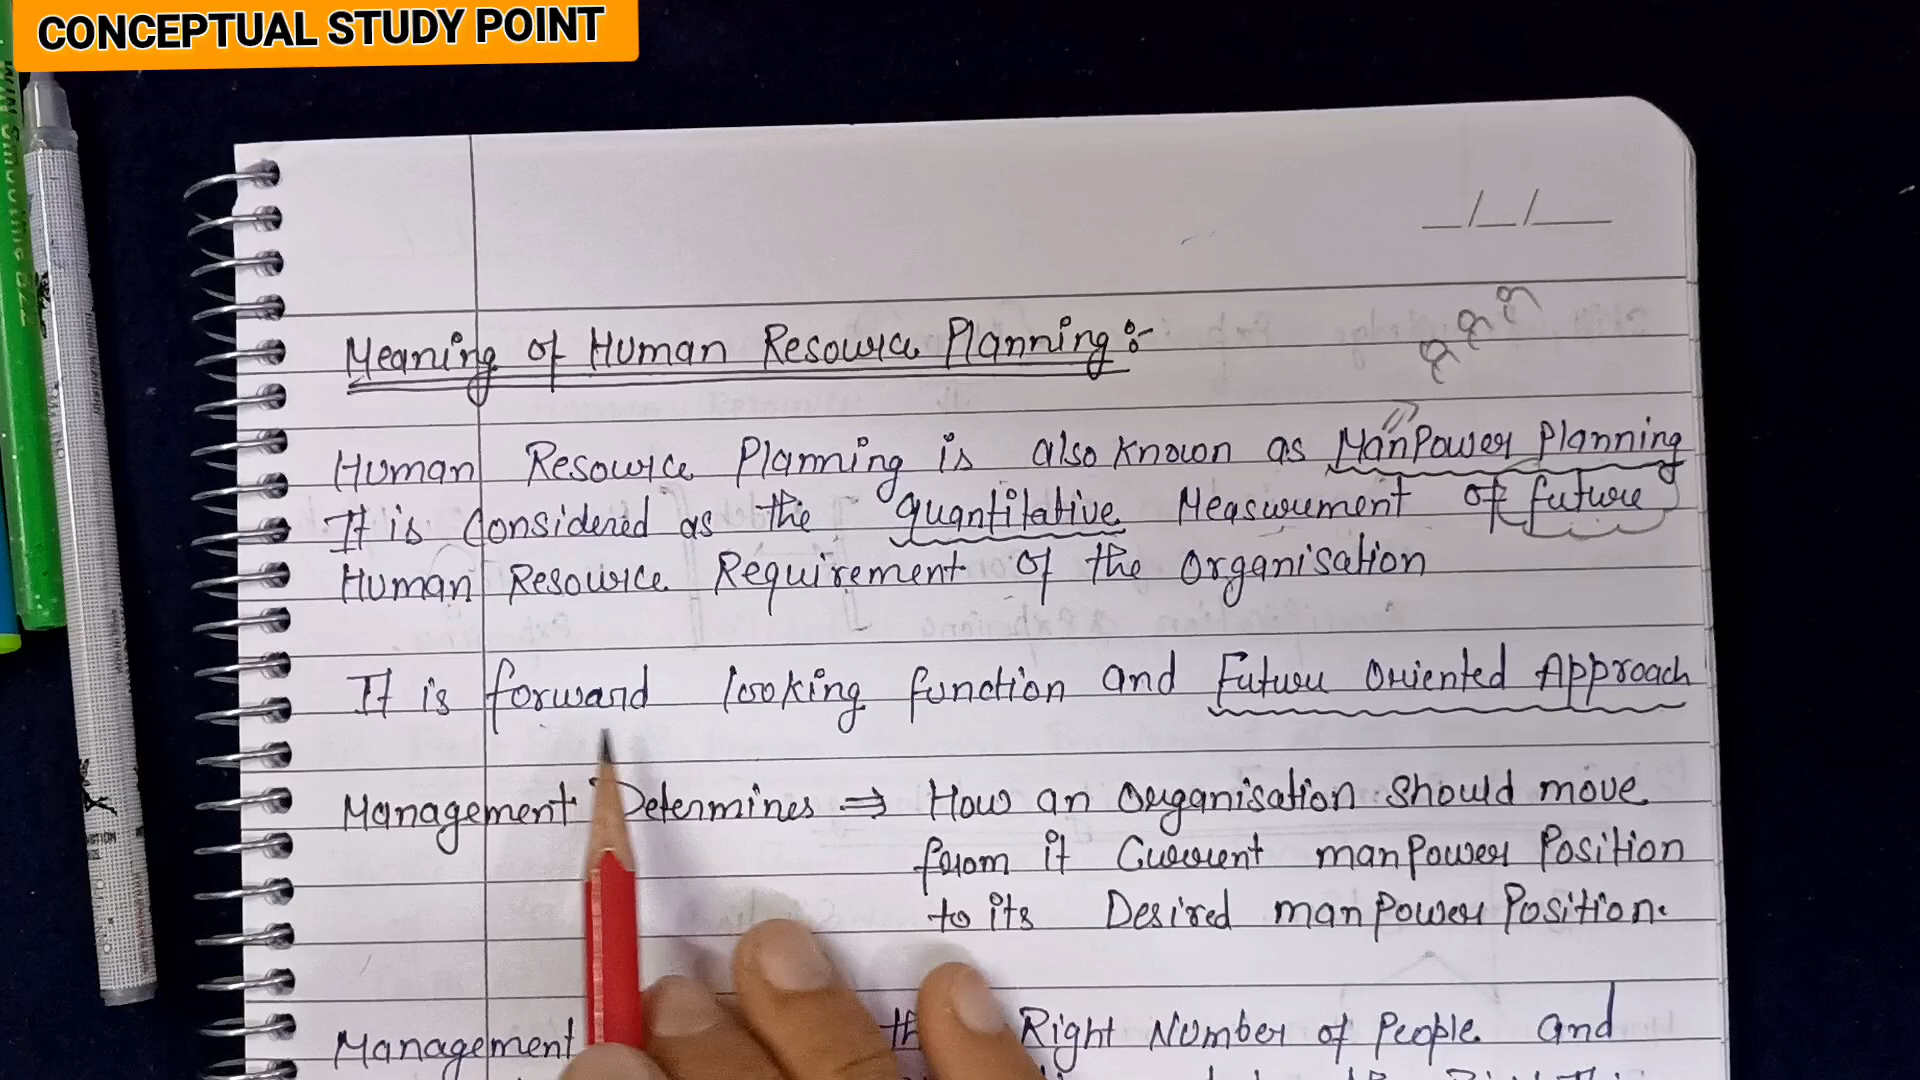 CONCEPTUAL STUDY POINT
Meaning of Human Resource Planning :-
Human Resource Planning is also known as ManPower Planning
It is Considered as the quantitative Measurement of future
Human Resource Requirement of the Organisation
It is forward looking function and Future Oriented Approach
Management Determines ⇒ How an Organisation Should move
from it Current manPower Position
to its Desired manPower Position.
Management Right Number of People and